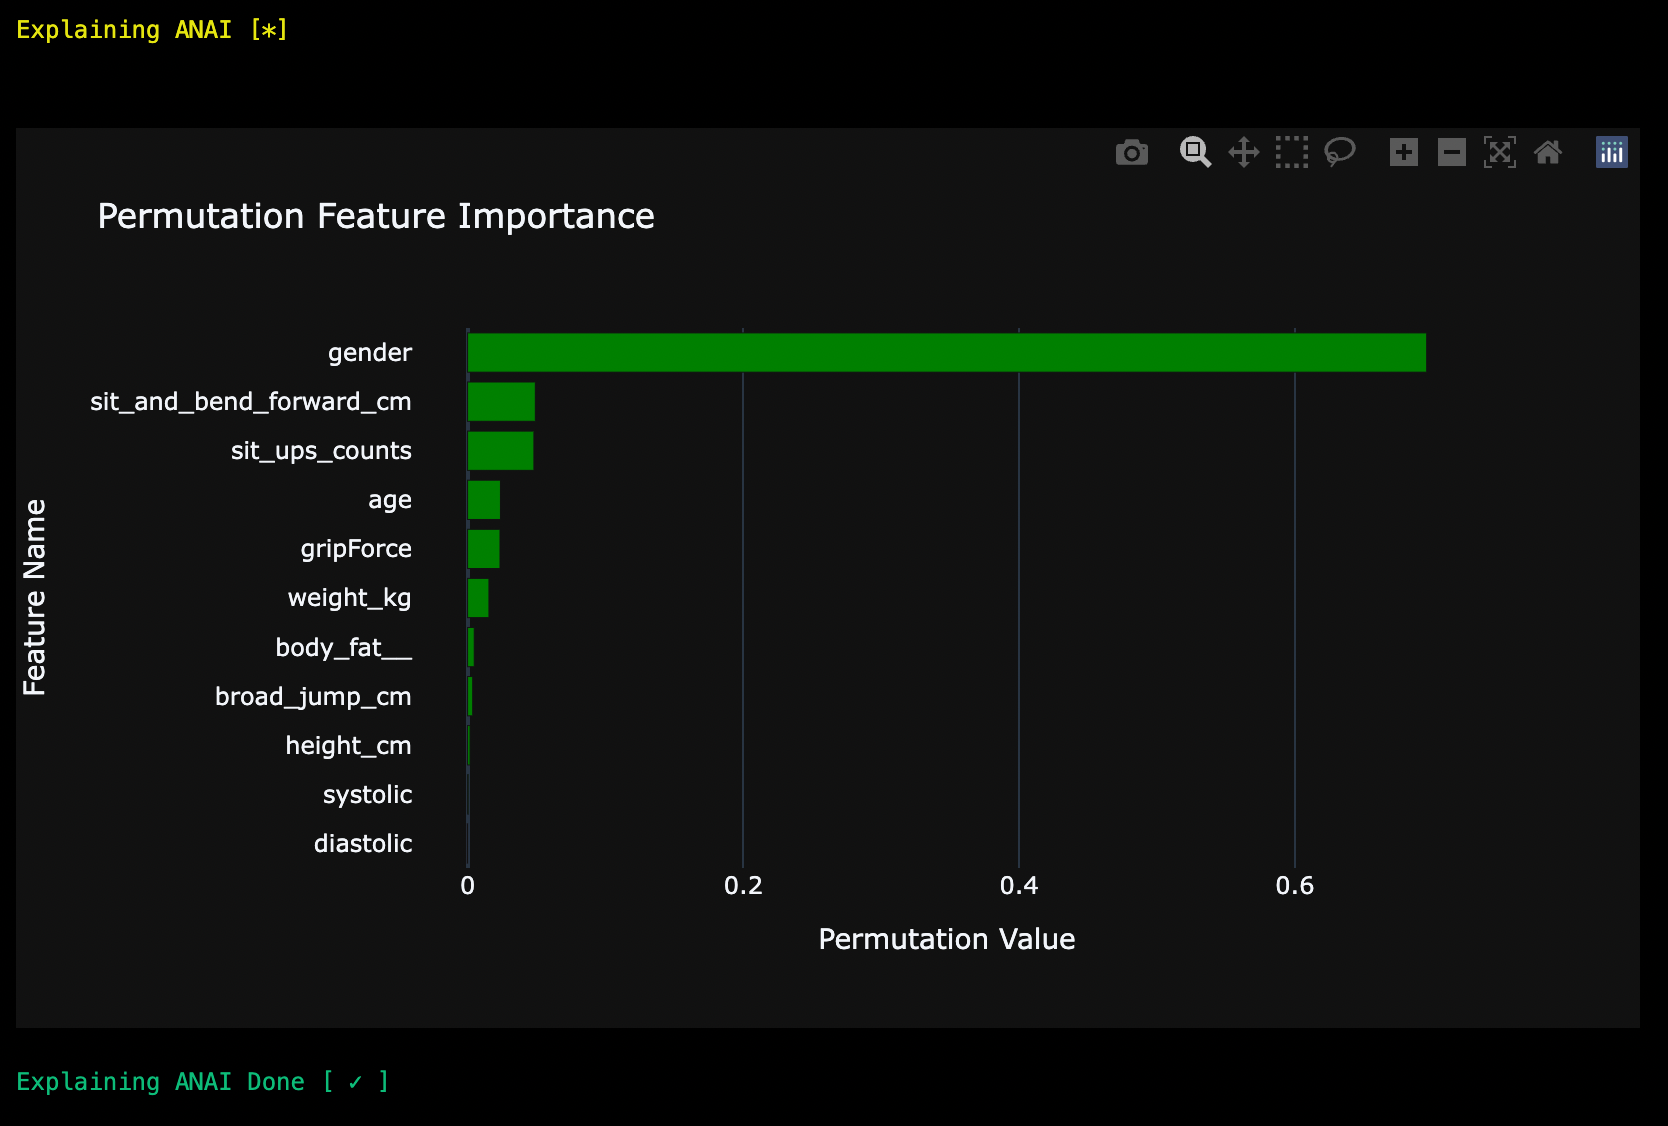 Explaining ANAI [*]
Permutation Feature Importance
Feature Name
gender
sit_and_bend_forward_cm
sit_ups_counts
age
gripForce
weight_kg
body_fat__
broad_jump_cm
height_cm
systolic
diastolic
0 0.2 0.4 0.6
Permutation Value
Explaining ANAI Done [ ✓ ]